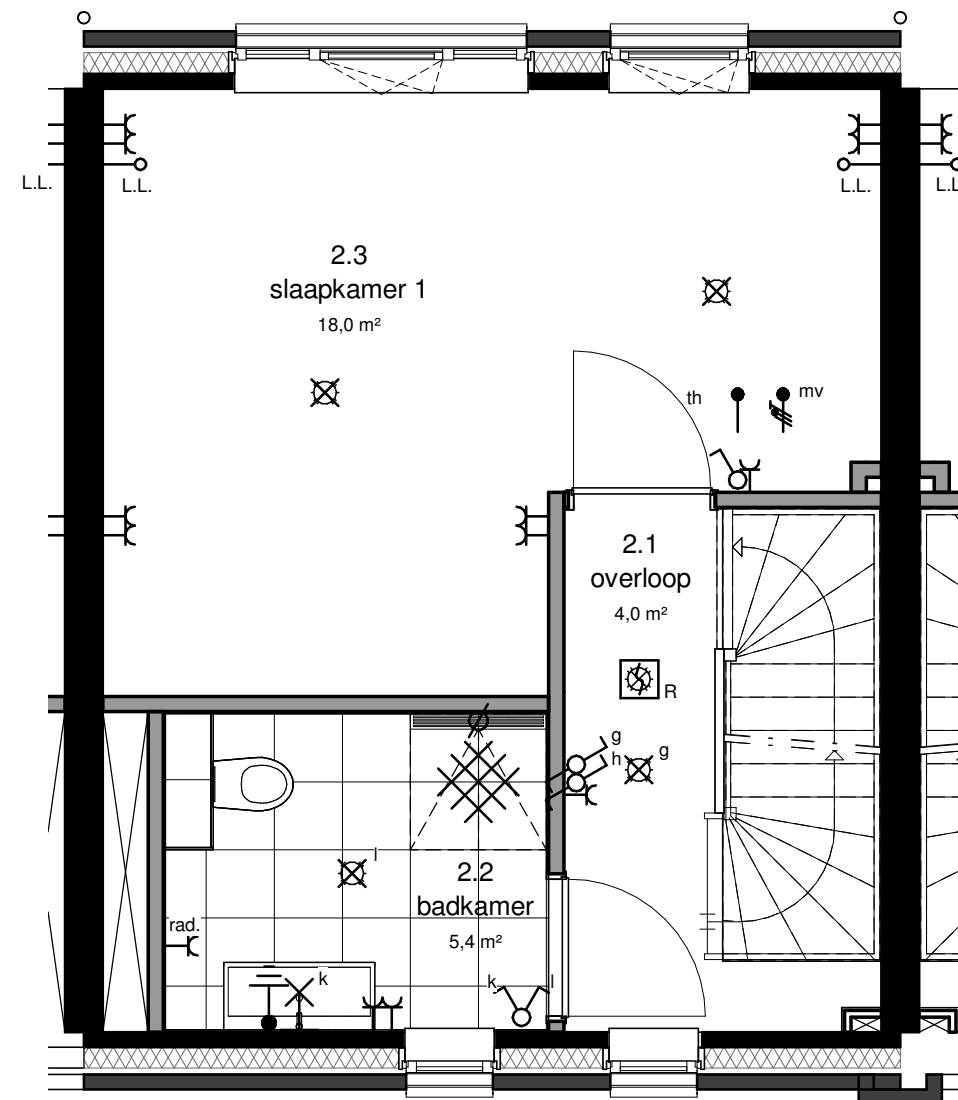 L.L.
L.L.
L.L.
L.L
2.3
slaapkamer 1
18,0 m²
th
mv
2.1
overloop
4,0 m²
R
g
h
g
l
2.2
badkamer
5,4 m²
rad.
k
k
l